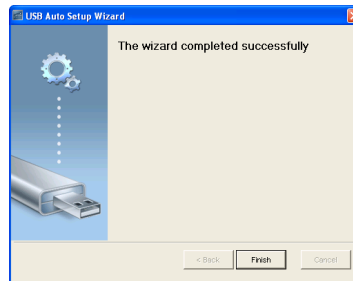 USB Auto Setup Wizard
The wizard completed successfully
< Back
Finish
Cancel